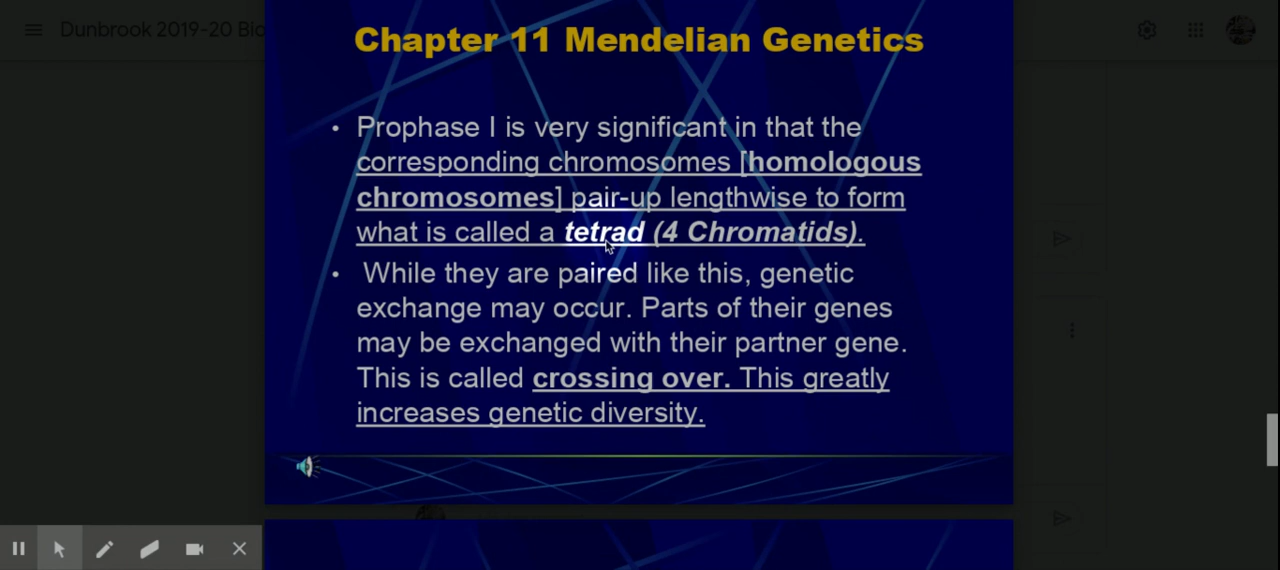 Dunbrook 2019-20 Bio
Chapter 11 Mendelian Genetics
• Prophase I is very significant in that the
corresponding chromosomes [homologous
chromosomes] pair-up lengthwise to form
what is called a tetrad (4 Chromatids).
• While they are paired like this, genetic
exchange may occur. Parts of their genes
may be exchanged with their partner gene.
This is called crossing over. This greatly
increases genetic diversity.